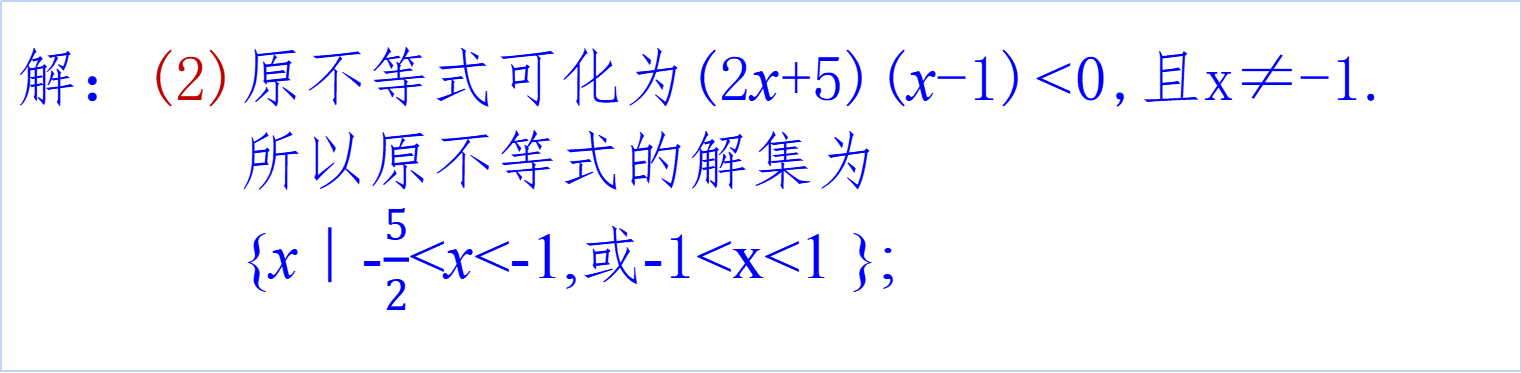 解：(2)原不等式可化为(2x+5)(x-1)<0,且x≠-1.
所以原不等式的解集为
{x｜-5/2<x<-1,或-1<x<1 };